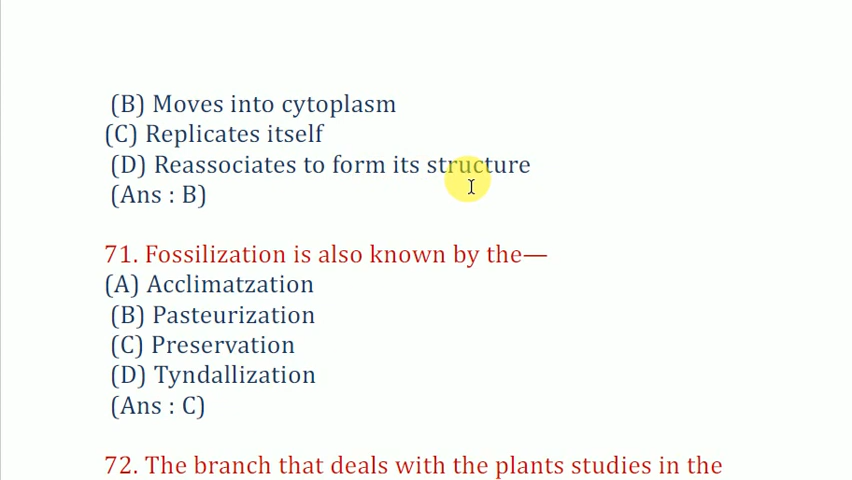 (B) Moves into cytoplasm
(C) Replicates itself
(D) Reassociates to form its structure
(Ans : B)
71. Fossilization is also known by the—
(A) Acclimatzation
(B) Pasteurization
(C) Preservation
(D) Tyndallization
(Ans : C)
72. The branch that deals with the plants studies in the